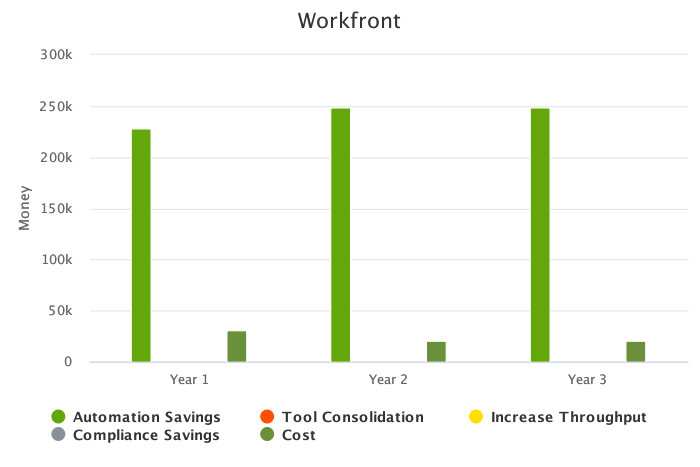 Workfront
300k
250k
200k
150k
100k
50k
0
Money
Year 1
Year 2
Year 3
Automation Savings
Tool Consolidation
Increase Throughput
Compliance Savings
Cost